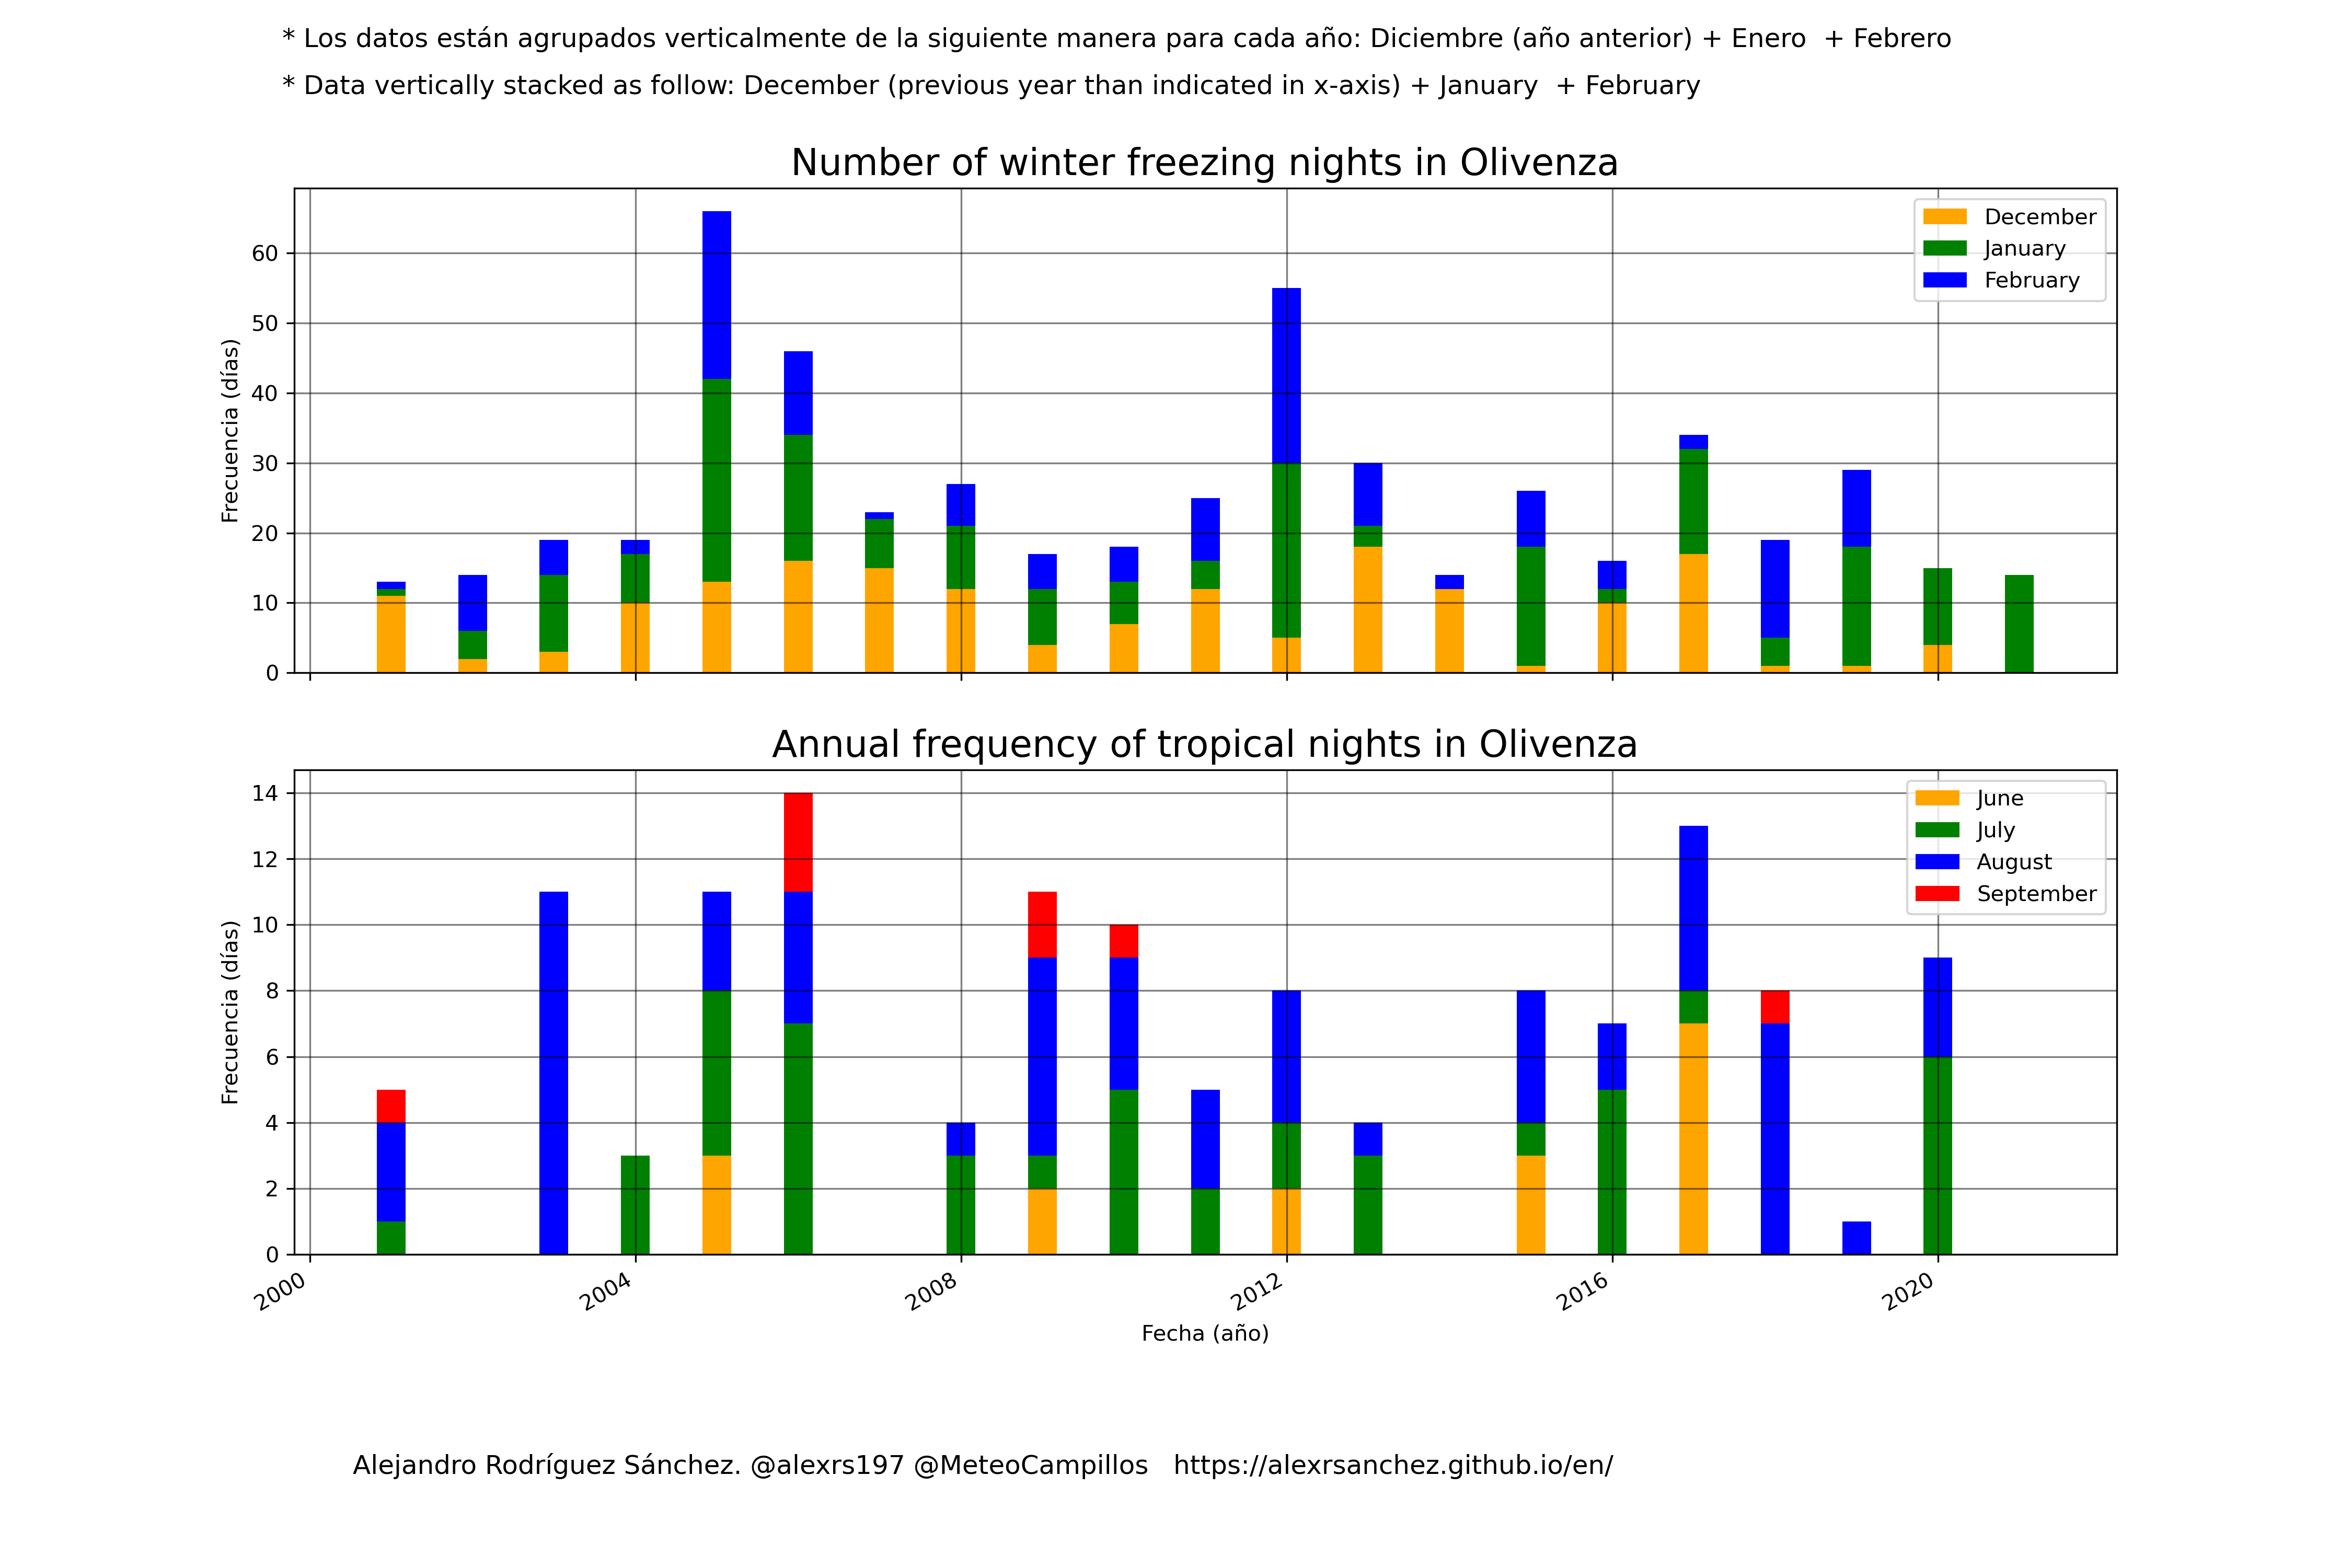 * Los datos están agrupados verticalmente de la siguiente manera para cada año: Diciembre (año anterior) + Enero  + Febrero
* Data vertically stacked as follow: December (previous year than indicated in x-axis) + January  + February
Number of winter freezing nights in Olivenza
Frecuencia (días)
60
50
40
30
20
10
0
December
January
February
Annual frequency of tropical nights in Olivenza
Frecuencia (días)
14
12
10
8
6
4
2
0
June
July
August
September
2000
2004
2008
2012
2016
2020
Fecha (año)
Alejandro Rodríguez Sánchez. @alexrs197 @MeteoCampillos   https://alexrsanchez.github.io/en/